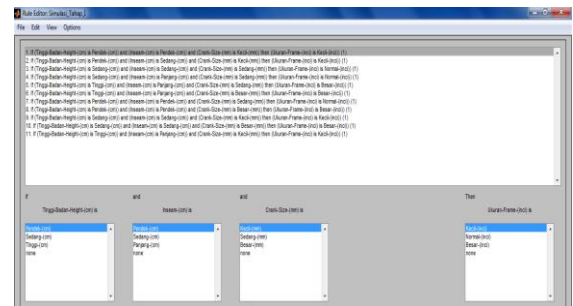 Rule Editor: Simulasi_Tahap_1
File Edit View Options
1. If (Tinggi-Badan-Height-(cm) is Pendek-(cm)) and (Inseam-(cm) is Pendek-(cm)) and (Crank-Size-(mm) is Kecil-(mm)) then (Ukuran-Frame-(inci) is Kecil-(inci)) (1)
2. If (Tinggi-Badan-Height-(cm) is Pendek-(cm)) and (Inseam-(cm) is Sedang-(cm)) and (Crank-Size-(mm) is Kecil-(mm)) then (Ukuran-Frame-(inci) is Kecil-(inci)) (1)
3. If (Tinggi-Badan-Height-(cm) is Sedang-(cm)) and (Inseam-(cm) is Sedang-(cm)) and (Crank-Size-(mm) is Sedang-(mm)) then (Ukuran-Frame-(inci) is Normal-(inci)) (1)
4. If (Tinggi-Badan-Height-(cm) is Sedang-(cm)) and (Inseam-(cm) is Panjang-(cm)) and (Crank-Size-(mm) is Sedang-(mm)) then (Ukuran-Frame-(inci) is Normal-(inci)) (1)
5. If (Tinggi-Badan-Height-(cm) is Tinggi-(cm)) and (Inseam-(cm) is Panjang-(cm)) and (Crank-Size-(mm) is Sedang-(mm)) then (Ukuran-Frame-(inci) is Besar-(inci)) (1)
6. If (Tinggi-Badan-Height-(cm) is Tinggi-(cm)) and (Inseam-(cm) is Panjang-(cm)) and (Crank-Size-(mm) is Besar-(mm)) then (Ukuran-Frame-(inci) is Besar-(inci)) (1)
7. If (Tinggi-Badan-Height-(cm) is Pendek-(cm)) and (Inseam-(cm) is Pendek-(cm)) and (Crank-Size-(mm) is Sedang-(mm)) then (Ukuran-Frame-(inci) is Normal-(inci)) (1)
8. If (Tinggi-Badan-Height-(cm) is Pendek-(cm)) and (Inseam-(cm) is Pendek-(cm)) and (Crank-Size-(mm) is Besar-(mm)) then (Ukuran-Frame-(inci) is Besar-(inci)) (1)
9. If (Tinggi-Badan-Height-(cm) is Sedang-(cm)) and (Inseam-(cm) is Sedang-(cm)) and (Crank-Size-(mm) is Kecil-(mm)) then (Ukuran-Frame-(inci) is Kecil-(inci)) (1)
10. If (Tinggi-Badan-Height-(cm) is Sedang-(cm)) and (Inseam-(cm) is Sedang-(cm)) and (Crank-Size-(mm) is Besar-(mm)) then (Ukuran-Frame-(inci) is Besar-(inci)) (1)
11. If (Tinggi-Badan-Height-(cm) is Tinggi-(cm)) and (Inseam-(cm) is Panjang-(cm)) and (Crank-Size-(mm) is Kecil-(mm)) then (Ukuran-Frame-(inci) is Kecil-(inci)) (1)
If and and Then
Tinggi-Badan-Height-(cm) is Inseam-(cm) is Crank-Size-(mm) is Ukuran-Frame-(inci) is
Pendek-(cm) Pendek-(cm) Kecil-(mm) Kecil-(inci)
Sedang-(cm) Sedang-(cm) Sedang-(mm) Normal-(inci)
Tinggi-(cm) Panjang-(cm) Besar-(mm) Besar-(inci)
none none none none